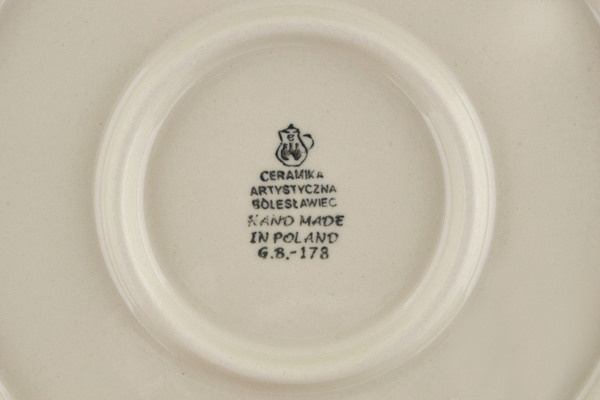 CERAMIKA
ARTYSTYCZNA
BOLESŁAWIEC
HAND MADE
IN POLAND
G.B.-178